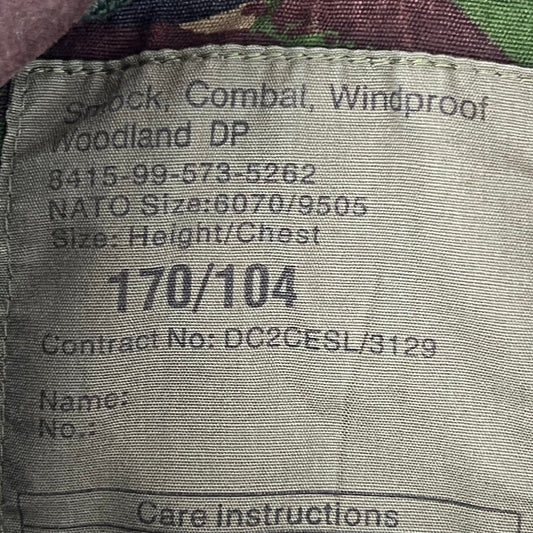 Smock, Combat, Windproof
Woodland DP
8415-99-573-5262
NATO Size:6070/9505
Size: Height/Chest
170/104
Contract No: DC2CESL/3129
Name:
No.:
Care Instructions